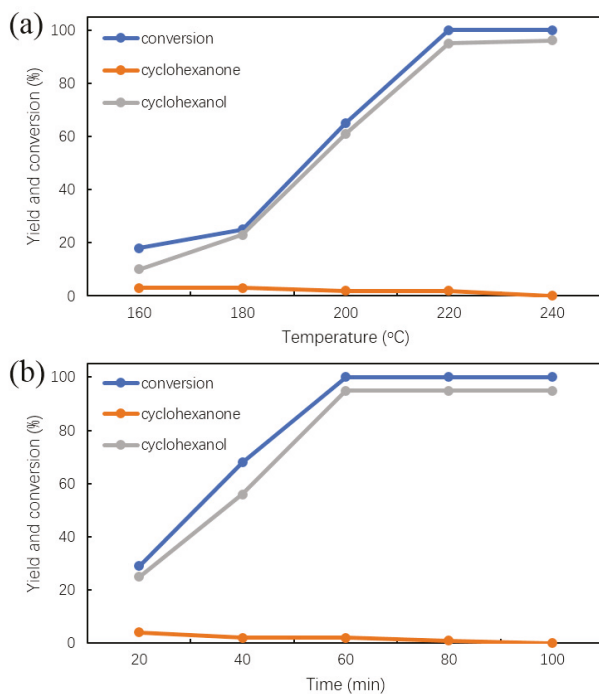 (a)
100
80
60
40
20
0
Yield and conversion (%)
conversion
cyclohexanone
cyclohexanol
160 180 200 220 240
Temperature (°C)
(b)
100
80
60
40
20
0
Yield and conversion (%)
conversion
cyclohexanone
cyclohexanol
20 40 60 80 100
Time (min)